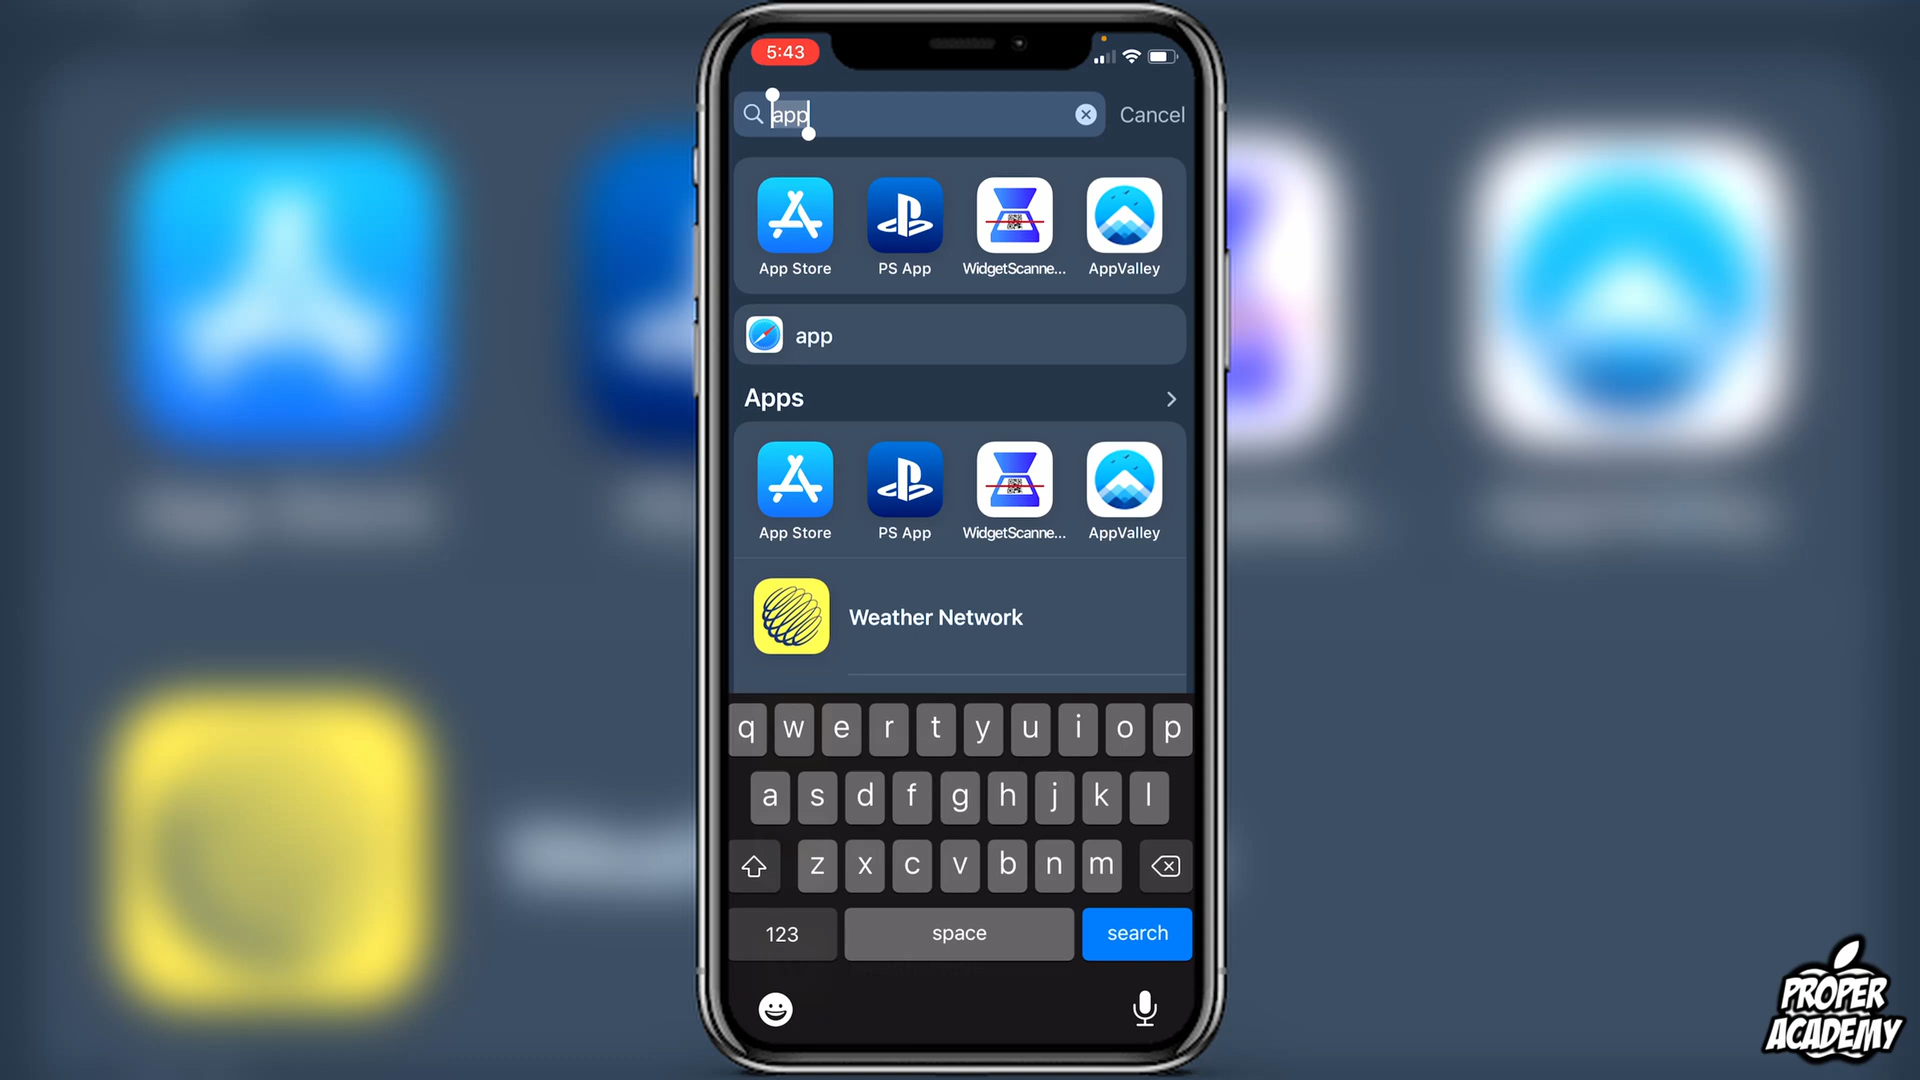 5:43
app
Cancel
App Store PS App WidgetScanne... AppValley
app
Apps
App Store PS App WidgetScanne... AppValley
Weather Network
q w e r t y u i o p
a s d f g h j k l
z x c v b n m
123 space search
PROPER
ACADEMY